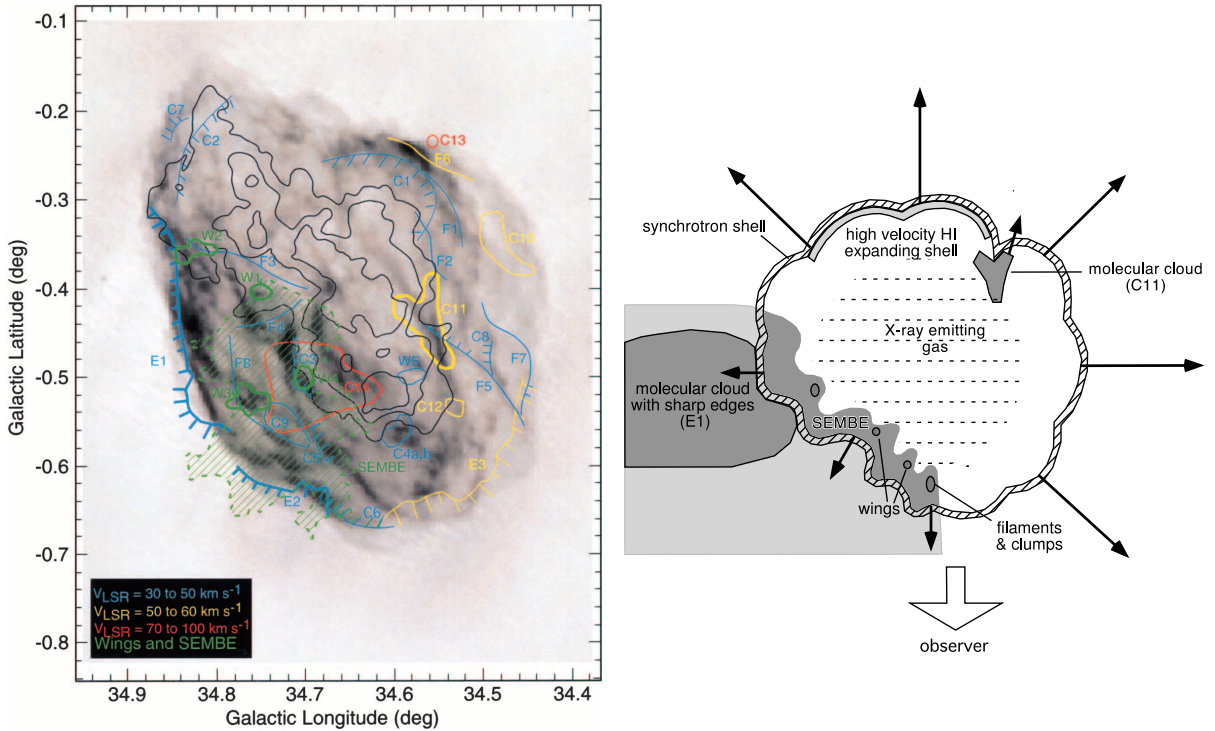 -0.1
-0.2
-0.3
-0.4
-0.5
-0.6
-0.7
-0.8
Galactic Latitude (deg)
34.9
34.8
34.7
34.6
34.5
34.4
Galactic Longitude (deg)
C7
C2
C13
F6
C1
F1
C10
W2
F3
F2
W1
C11
F4
E1
F8
C3
W5
C8
F7
F5
W3
C12
C9
C4a,b
SEMBE
E3
E2
C6
VLSR = 30 to 50 km s-1
VLSR = 50 to 60 km s-1
VLSR = 70 to 100 km s-1
Wings and SEMBE
synchrotron shell
high velocity HI
expanding shell
molecular cloud
(C11)
X-ray emitting
gas
molecular cloud
with sharp edges
(E1)
SEMBE
wings
filaments
& clumps
observer